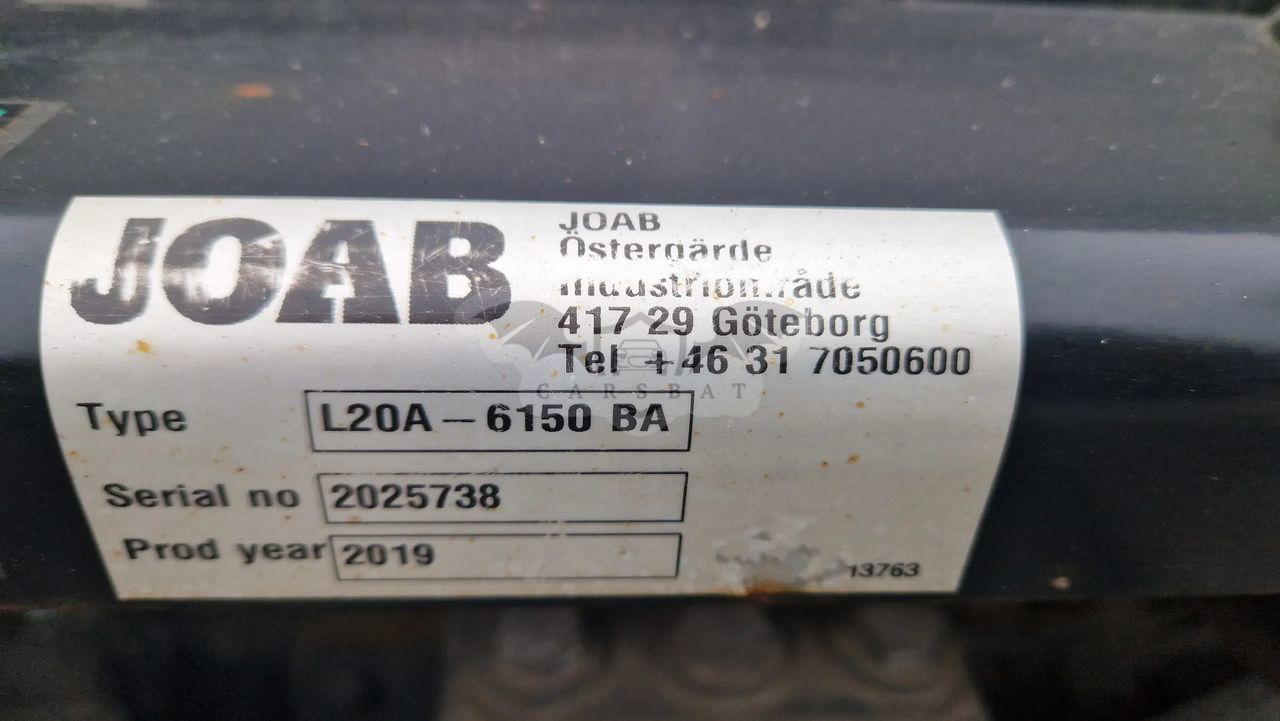 JOAB
JOAB
Östergärde
industriområde
417 29 Göteborg
Tel +46 31 7050600
CARSBAT
Type L20A – 6150 BA
Serial no 2025738
Prod year 2019
13763